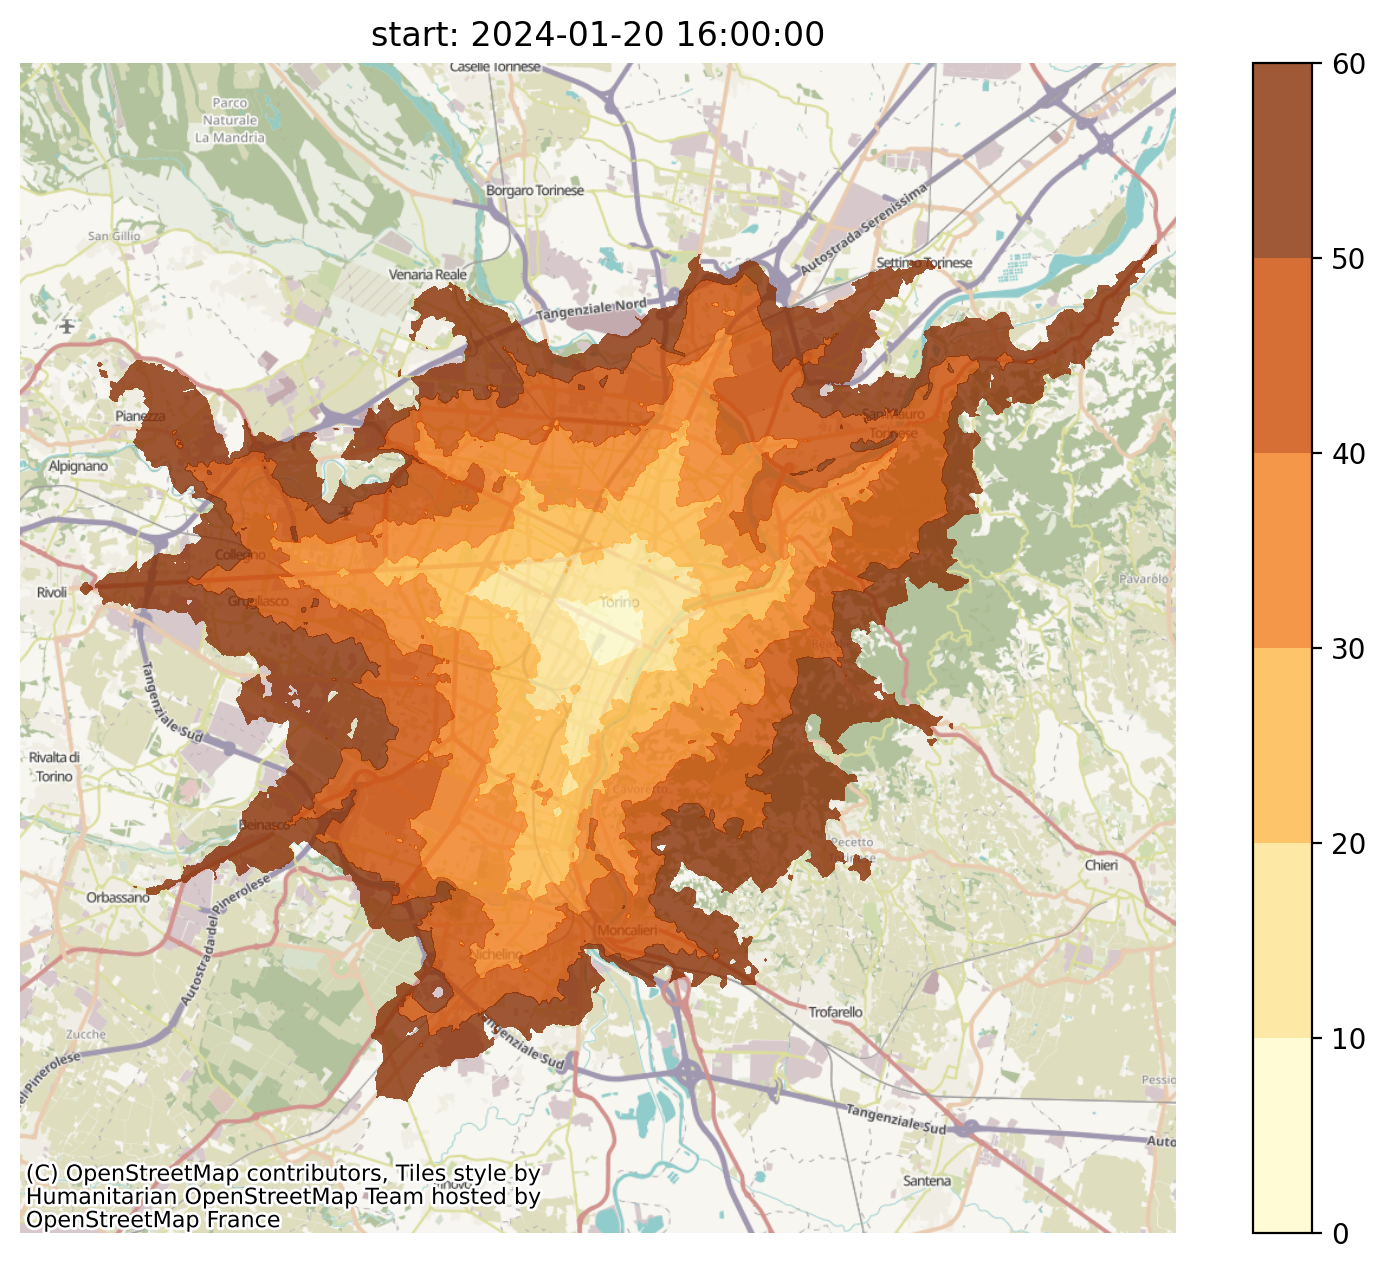 start: 2024-01-20 16:00:00
Caselle Torinese
Parco
Naturale
La Mandria
Borgaro Torinese
Autostrada Serenissima
San Gillio
Venaria Reale
Settimo Torinese
Tangenziale Nord
Pianezza
San Mauro
Torinese
Alpignano
Collegno
Pavarolo
Rivoli
Grugliasco
Torino
Tangenziale Sud
Rivalta di
Torino
Cavoretto
Beinasco
Pecetto
Chieri
Orbassano
Autostrada del Pinerolese
Moncalieri
Nichelino
Trofarello
Zucche
Tangenziale Sud
Pessio
Tangenziale Sud
Auto
Santena
(C) OpenStreetMap contributors, Tiles style by
Humanitarian OpenStreetMap Team hosted by
OpenStreetMap France
60
50
40
30
20
10
0